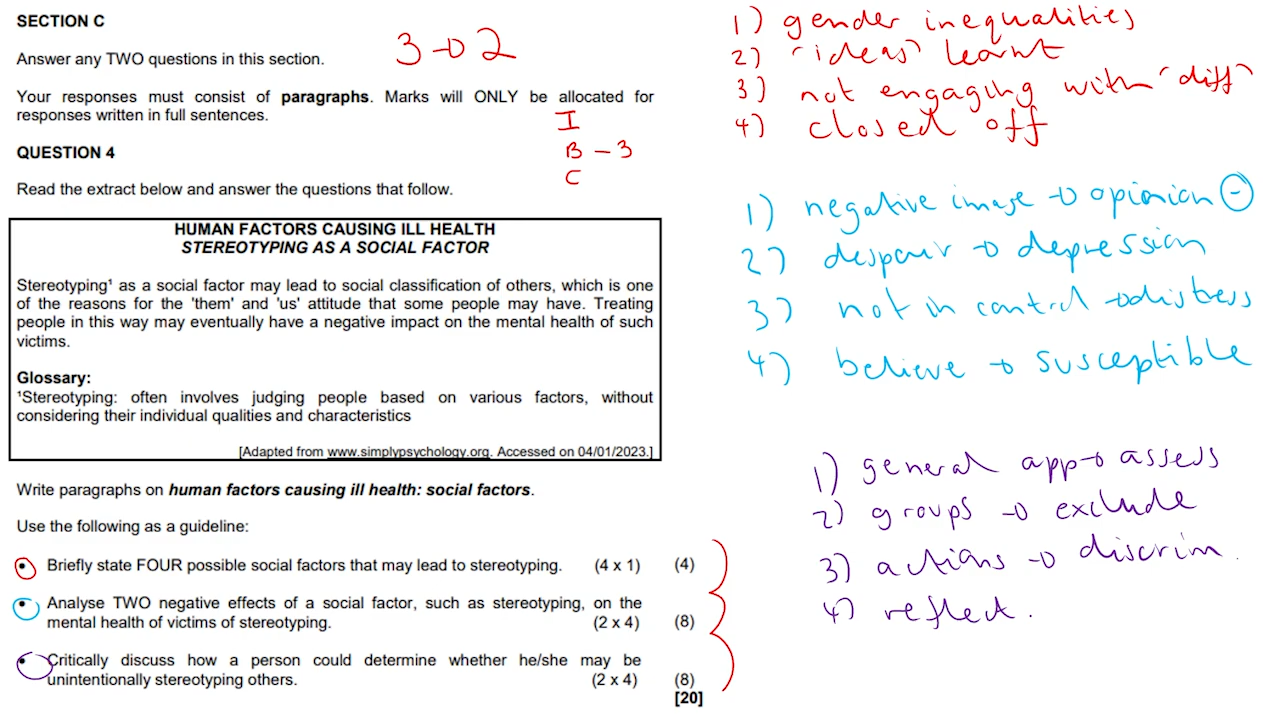 SECTION C
Answer any TWO questions in this section.
3 → 2
Your responses must consist of paragraphs. Marks will ONLY be allocated for
responses written in full sentences.
I
B – 3
C
QUESTION 4
Read the extract below and answer the questions that follow.
HUMAN FACTORS CAUSING ILL HEALTH
STEREOTYPING AS A SOCIAL FACTOR
Stereotyping¹ as a social factor may lead to social classification of others, which is one
of the reasons for the 'them' and 'us' attitude that some people may have. Treating
people in this way may eventually have a negative impact on the mental health of such
victims.
Glossary:
¹Stereotyping: often involves judging people based on various factors, without
considering their individual qualities and characteristics
[Adapted from www.simplypsychology.org. Accessed on 04/01/2023.]
Write paragraphs on human factors causing ill health: social factors.
Use the following as a guideline:
• Briefly state FOUR possible social factors that may lead to stereotyping. (4 x 1) (4)
• Analyse TWO negative effects of a social factor, such as stereotyping, on the
mental health of victims of stereotyping. (2 x 4) (8)
• Critically discuss how a person could determine whether he/she may be
unintentionally stereotyping others. (2 x 4) (8)
[20]
1) gender inequalities
2) 'ideas' learnt
3) not engaging with 'diff'
4) closed off
1) negative image → opinion -
2) despair → depression
3) not in control → distress
4) believe → susceptible
1) general app → assess
2) groups → exclude
3) actions → discrim.
4) reflect.